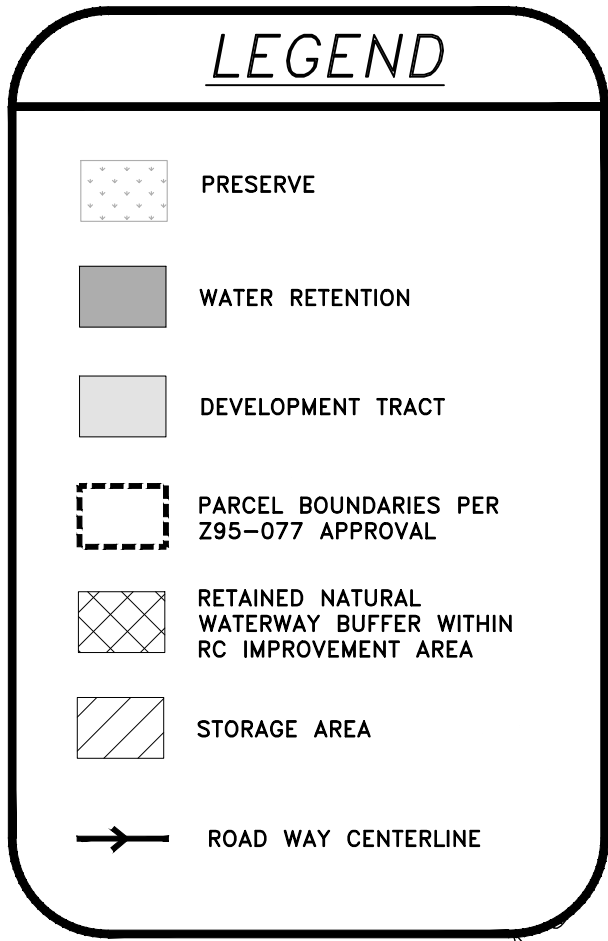 LEGEND
PRESERVE
WATER RETENTION
DEVELOPMENT TRACT
PARCEL BOUNDARIES PER
Z95-077 APPROVAL
RETAINED NATURAL
WATERWAY BUFFER WITHIN
RC IMPROVEMENT AREA
STORAGE AREA
ROAD WAY CENTERLINE